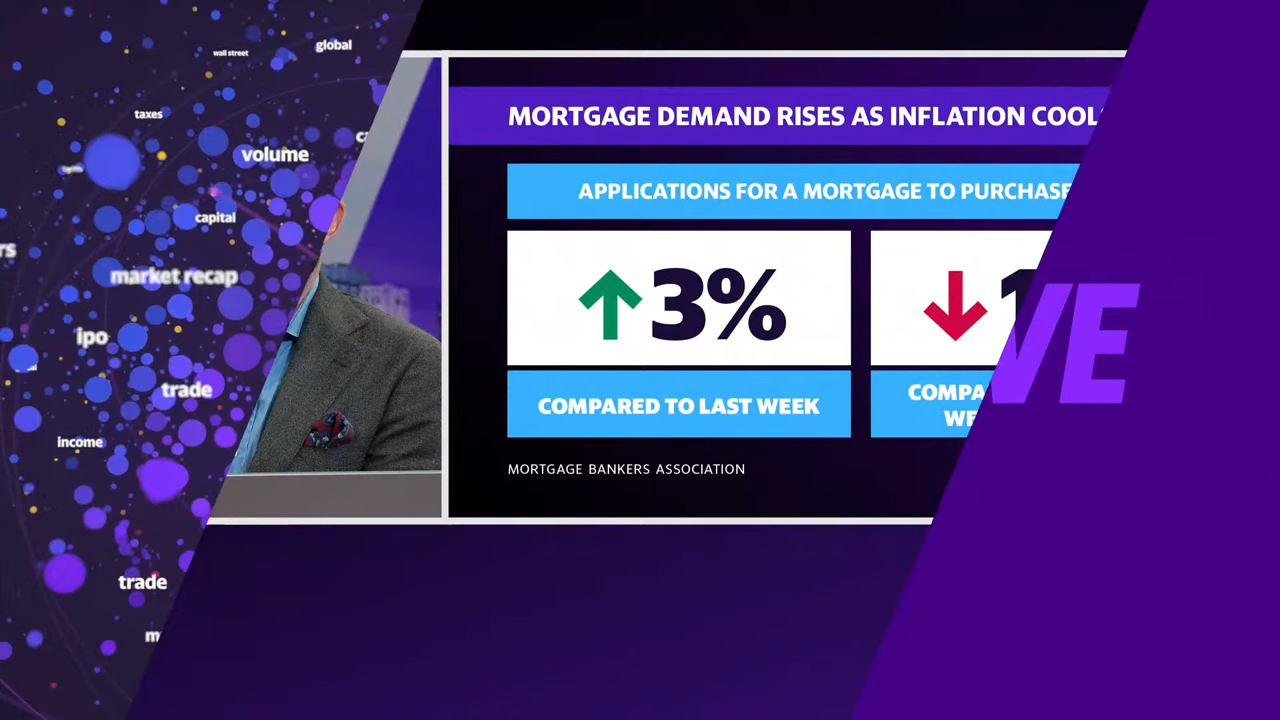 wall street
global
taxes
volume
capital
market recap
ipo
trade
income
trade
MORTGAGE DEMAND RISES AS INFLATION COOL
APPLICATIONS FOR A MORTGAGE TO PURCHASE
3%
COMPARED TO LAST WEEK
MORTGAGE BANKERS ASSOCIATION